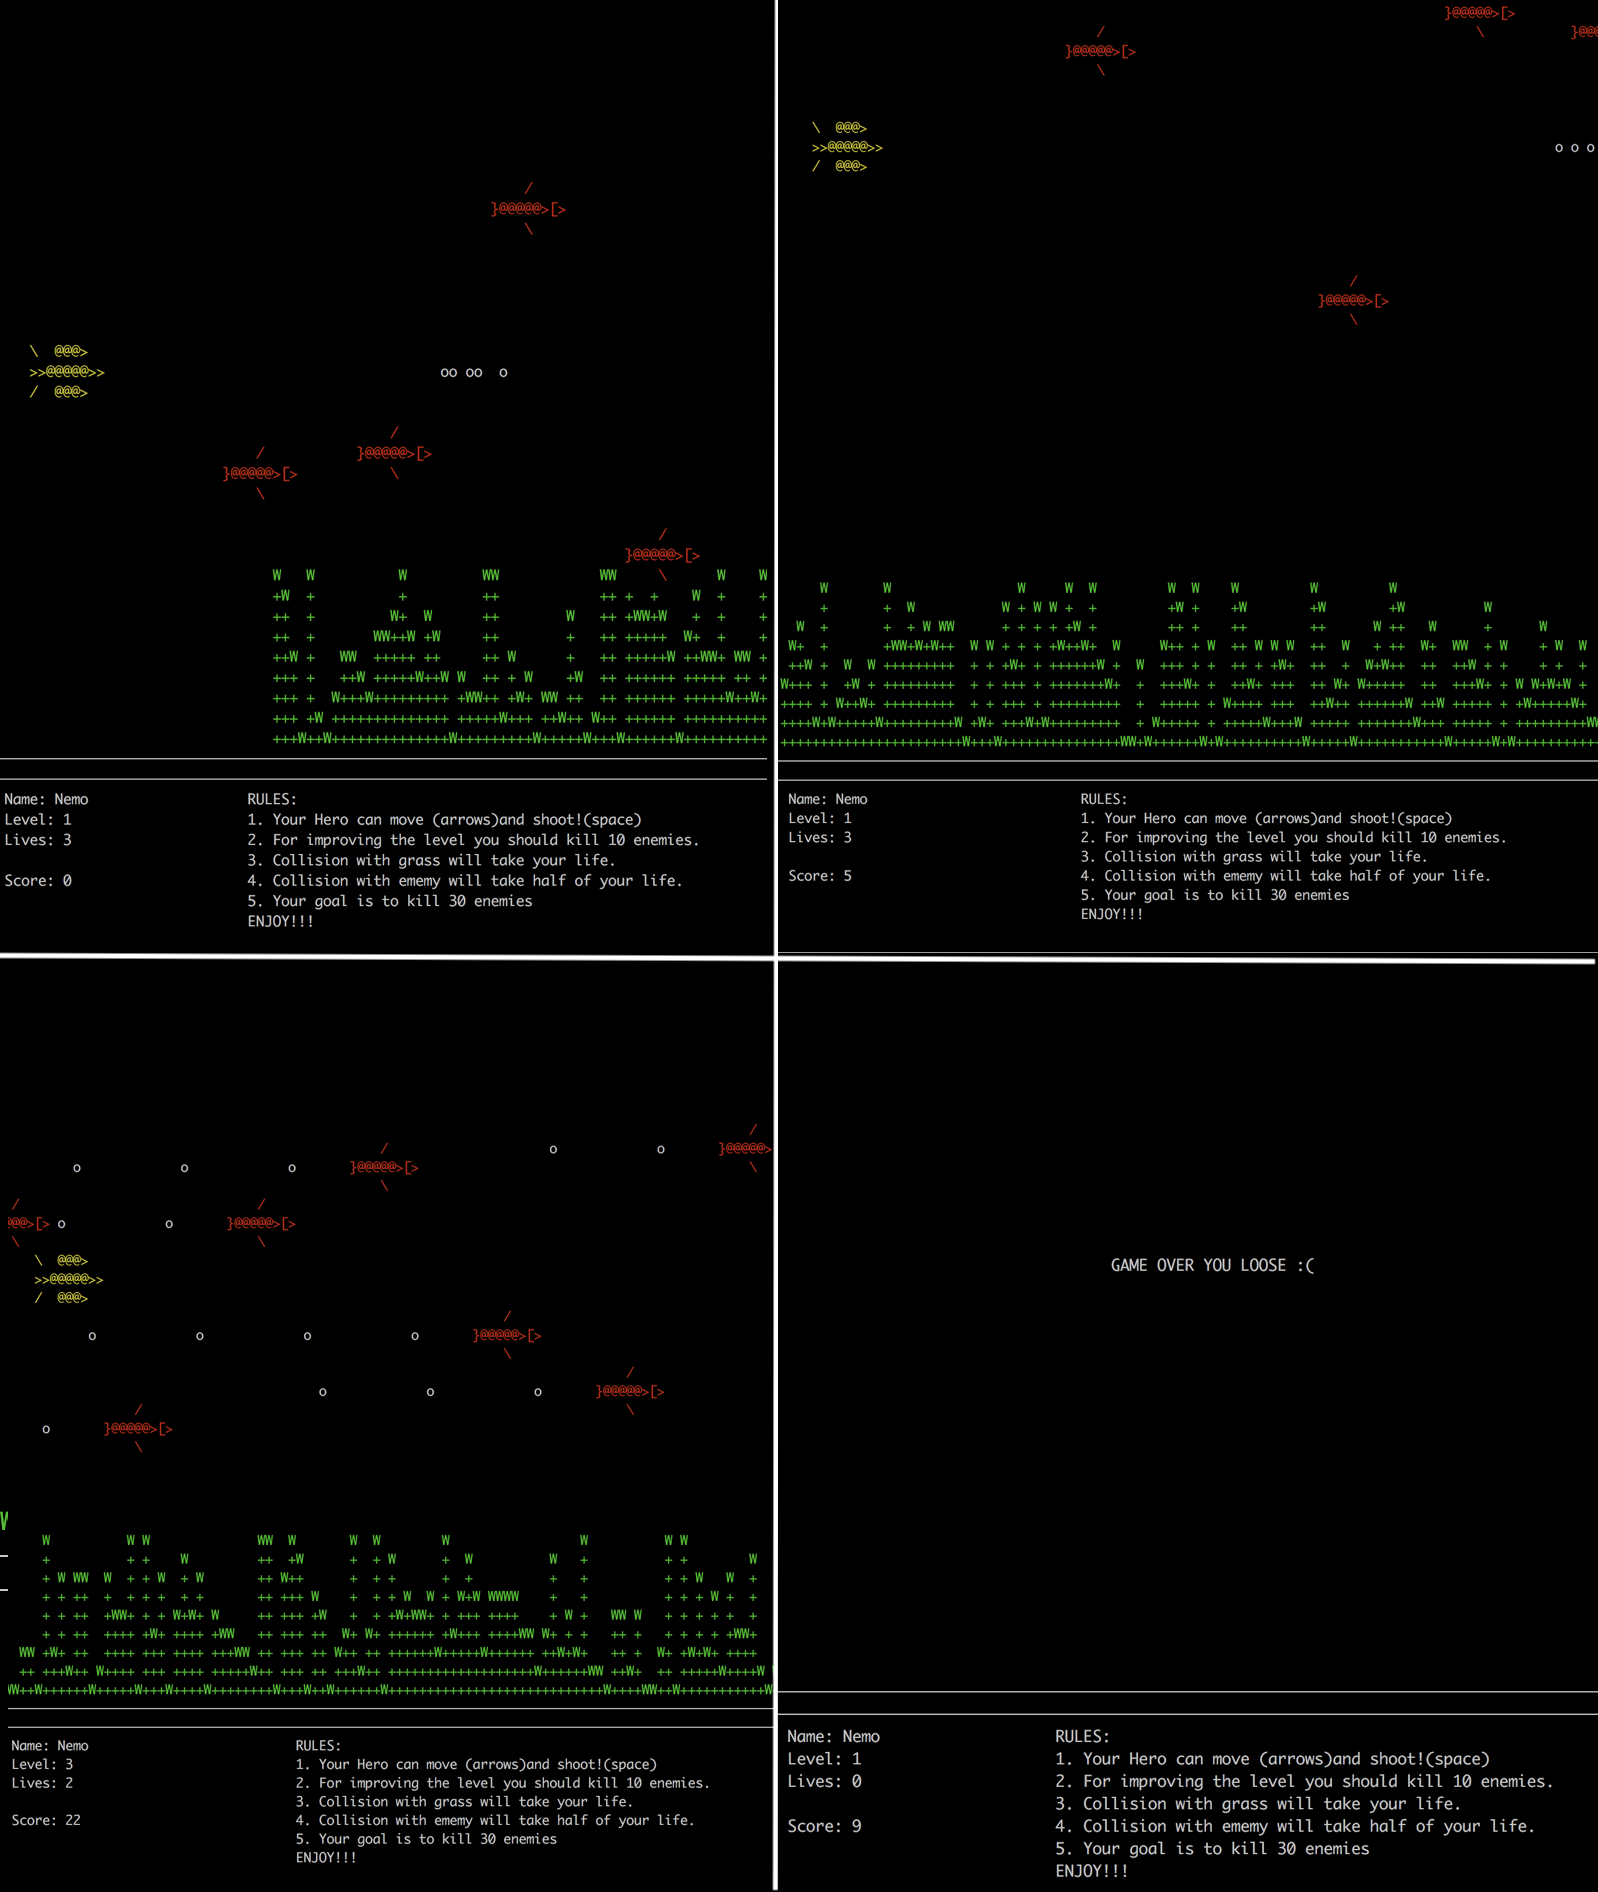 Name: Nemo
Level: 1
Lives: 3
Score: 0
RULES:
1. Your Hero can move (arrows)and shoot!(space)
2. For improving the level you should kill 10 enemies.
3. Collision with grass will take your life.
4. Collision with ememy will take half of your life.
5. Your goal is to kill 30 enemies
ENJOY!!!
Name: Nemo
Level: 1
Lives: 3
Score: 5
RULES:
1. Your Hero can move (arrows)and shoot!(space)
2. For improving the level you should kill 10 enemies.
3. Collision with grass will take your life.
4. Collision with ememy will take half of your life.
5. Your goal is to kill 30 enemies
ENJOY!!!
Name: Nemo
Level: 3
Lives: 2
Score: 22
RULES:
1. Your Hero can move (arrows)and shoot!(space)
2. For improving the level you should kill 10 enemies.
3. Collision with grass will take your life.
4. Collision with ememy will take half of your life.
5. Your goal is to kill 30 enemies
ENJOY!!!
GAME OVER YOU LOOSE :(
Name: Nemo
Level: 1
Lives: 0
Score: 9
RULES:
1. Your Hero can move (arrows)and shoot!(space)
2. For improving the level you should kill 10 enemies.
3. Collision with grass will take your life.
4. Collision with ememy will take half of your life.
5. Your goal is to kill 30 enemies
ENJOY!!!